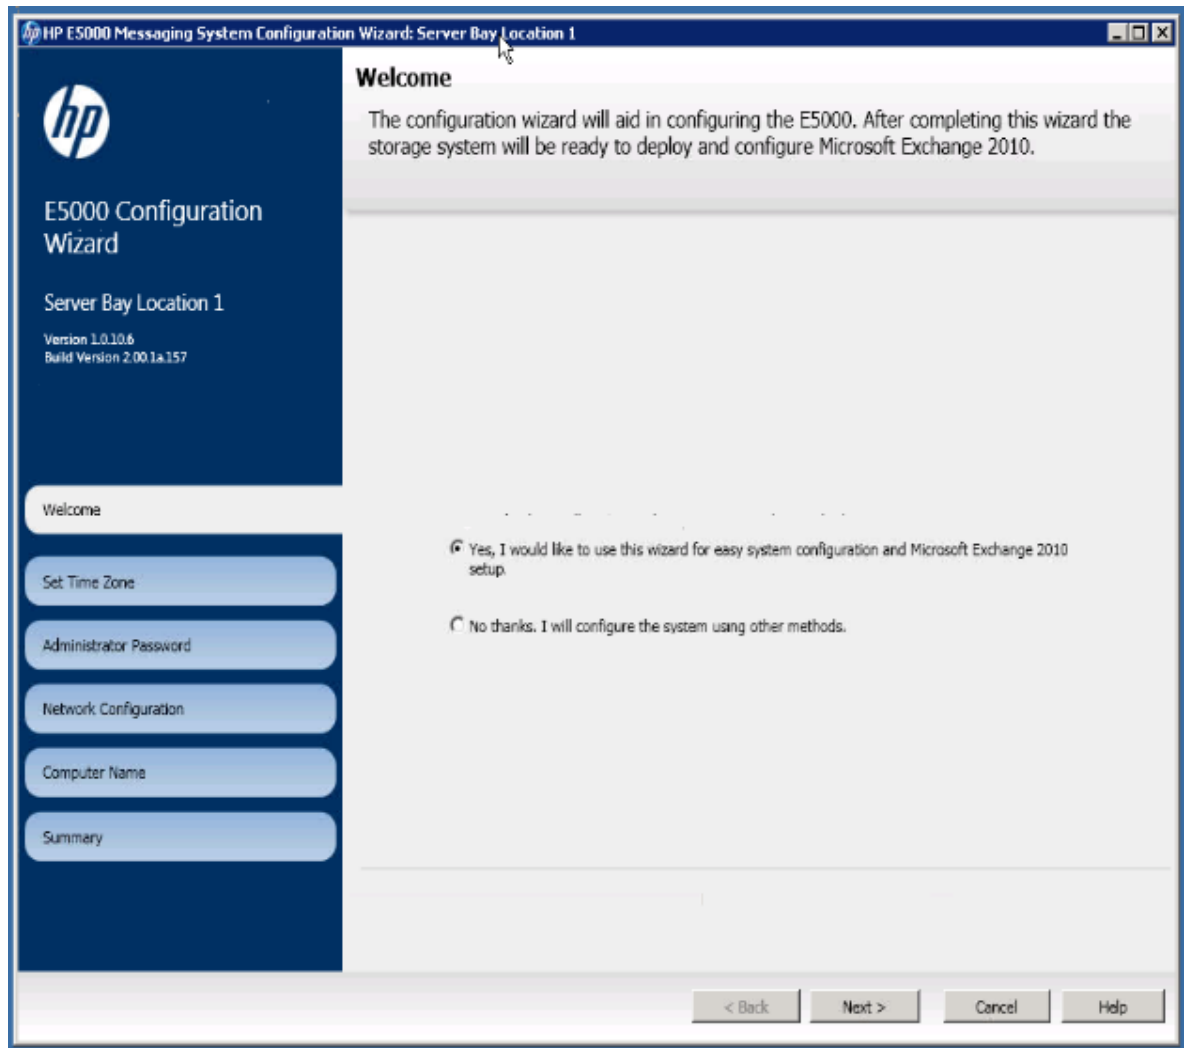 HP E5000 Messaging System Configuration Wizard: Server Bay Location 1
hp
E5000 Configuration
Wizard
Server Bay Location 1
Version 1.0.10.6
Build Version 2.00.1a.157
Welcome
Set Time Zone
Administrator Password
Network Configuration
Computer Name
Summary
Welcome
The configuration wizard will aid in configuring the E5000. After completing this wizard the
storage system will be ready to deploy and configure Microsoft Exchange 2010.
Yes, I would like to use this wizard for easy system configuration and Microsoft Exchange 2010
setup.
No thanks. I will configure the system using other methods.
< Back
Next >
Cancel
Help